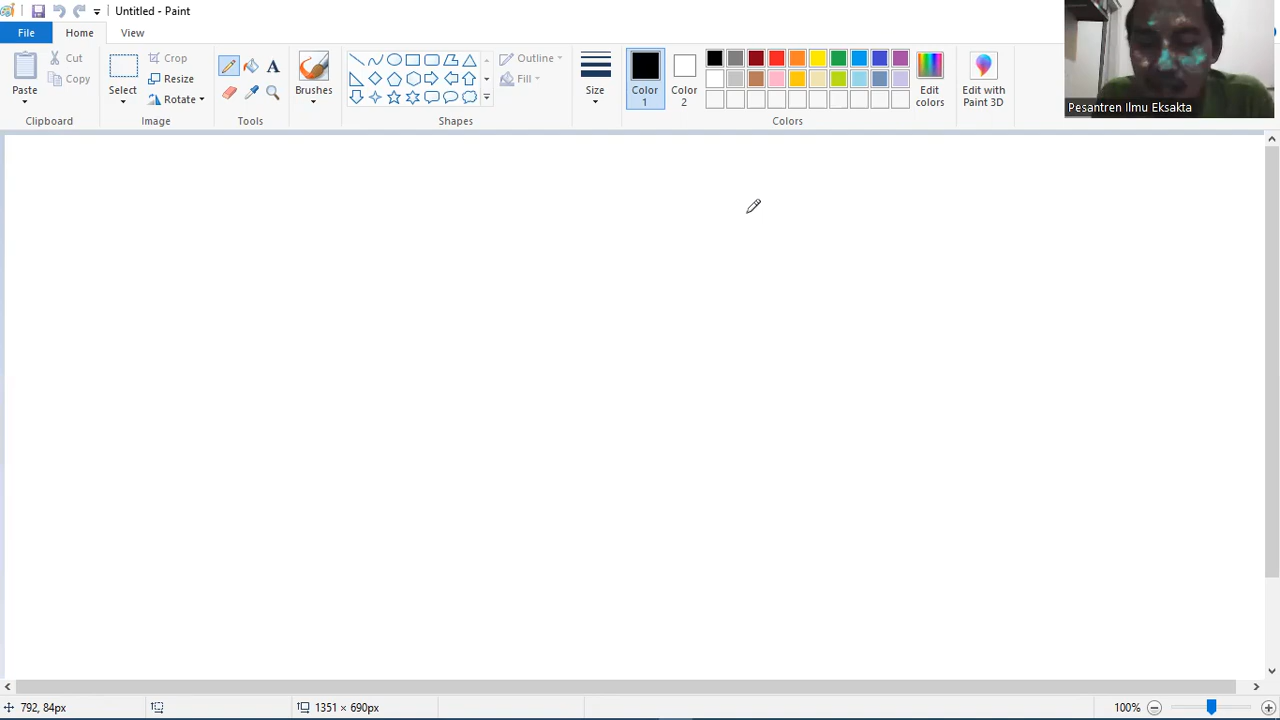 Untitled - Paint
File Home View
Paste Cut Copy Clipboard
Select Crop Resize Rotate Image
Tools
Brushes
Outline Fill Shapes
Size
Color 1 Color 2 Edit colors Colors
Edit with Paint 3D
Pesantren Ilmu Eksakta
792, 84px 1351 × 690px 100%